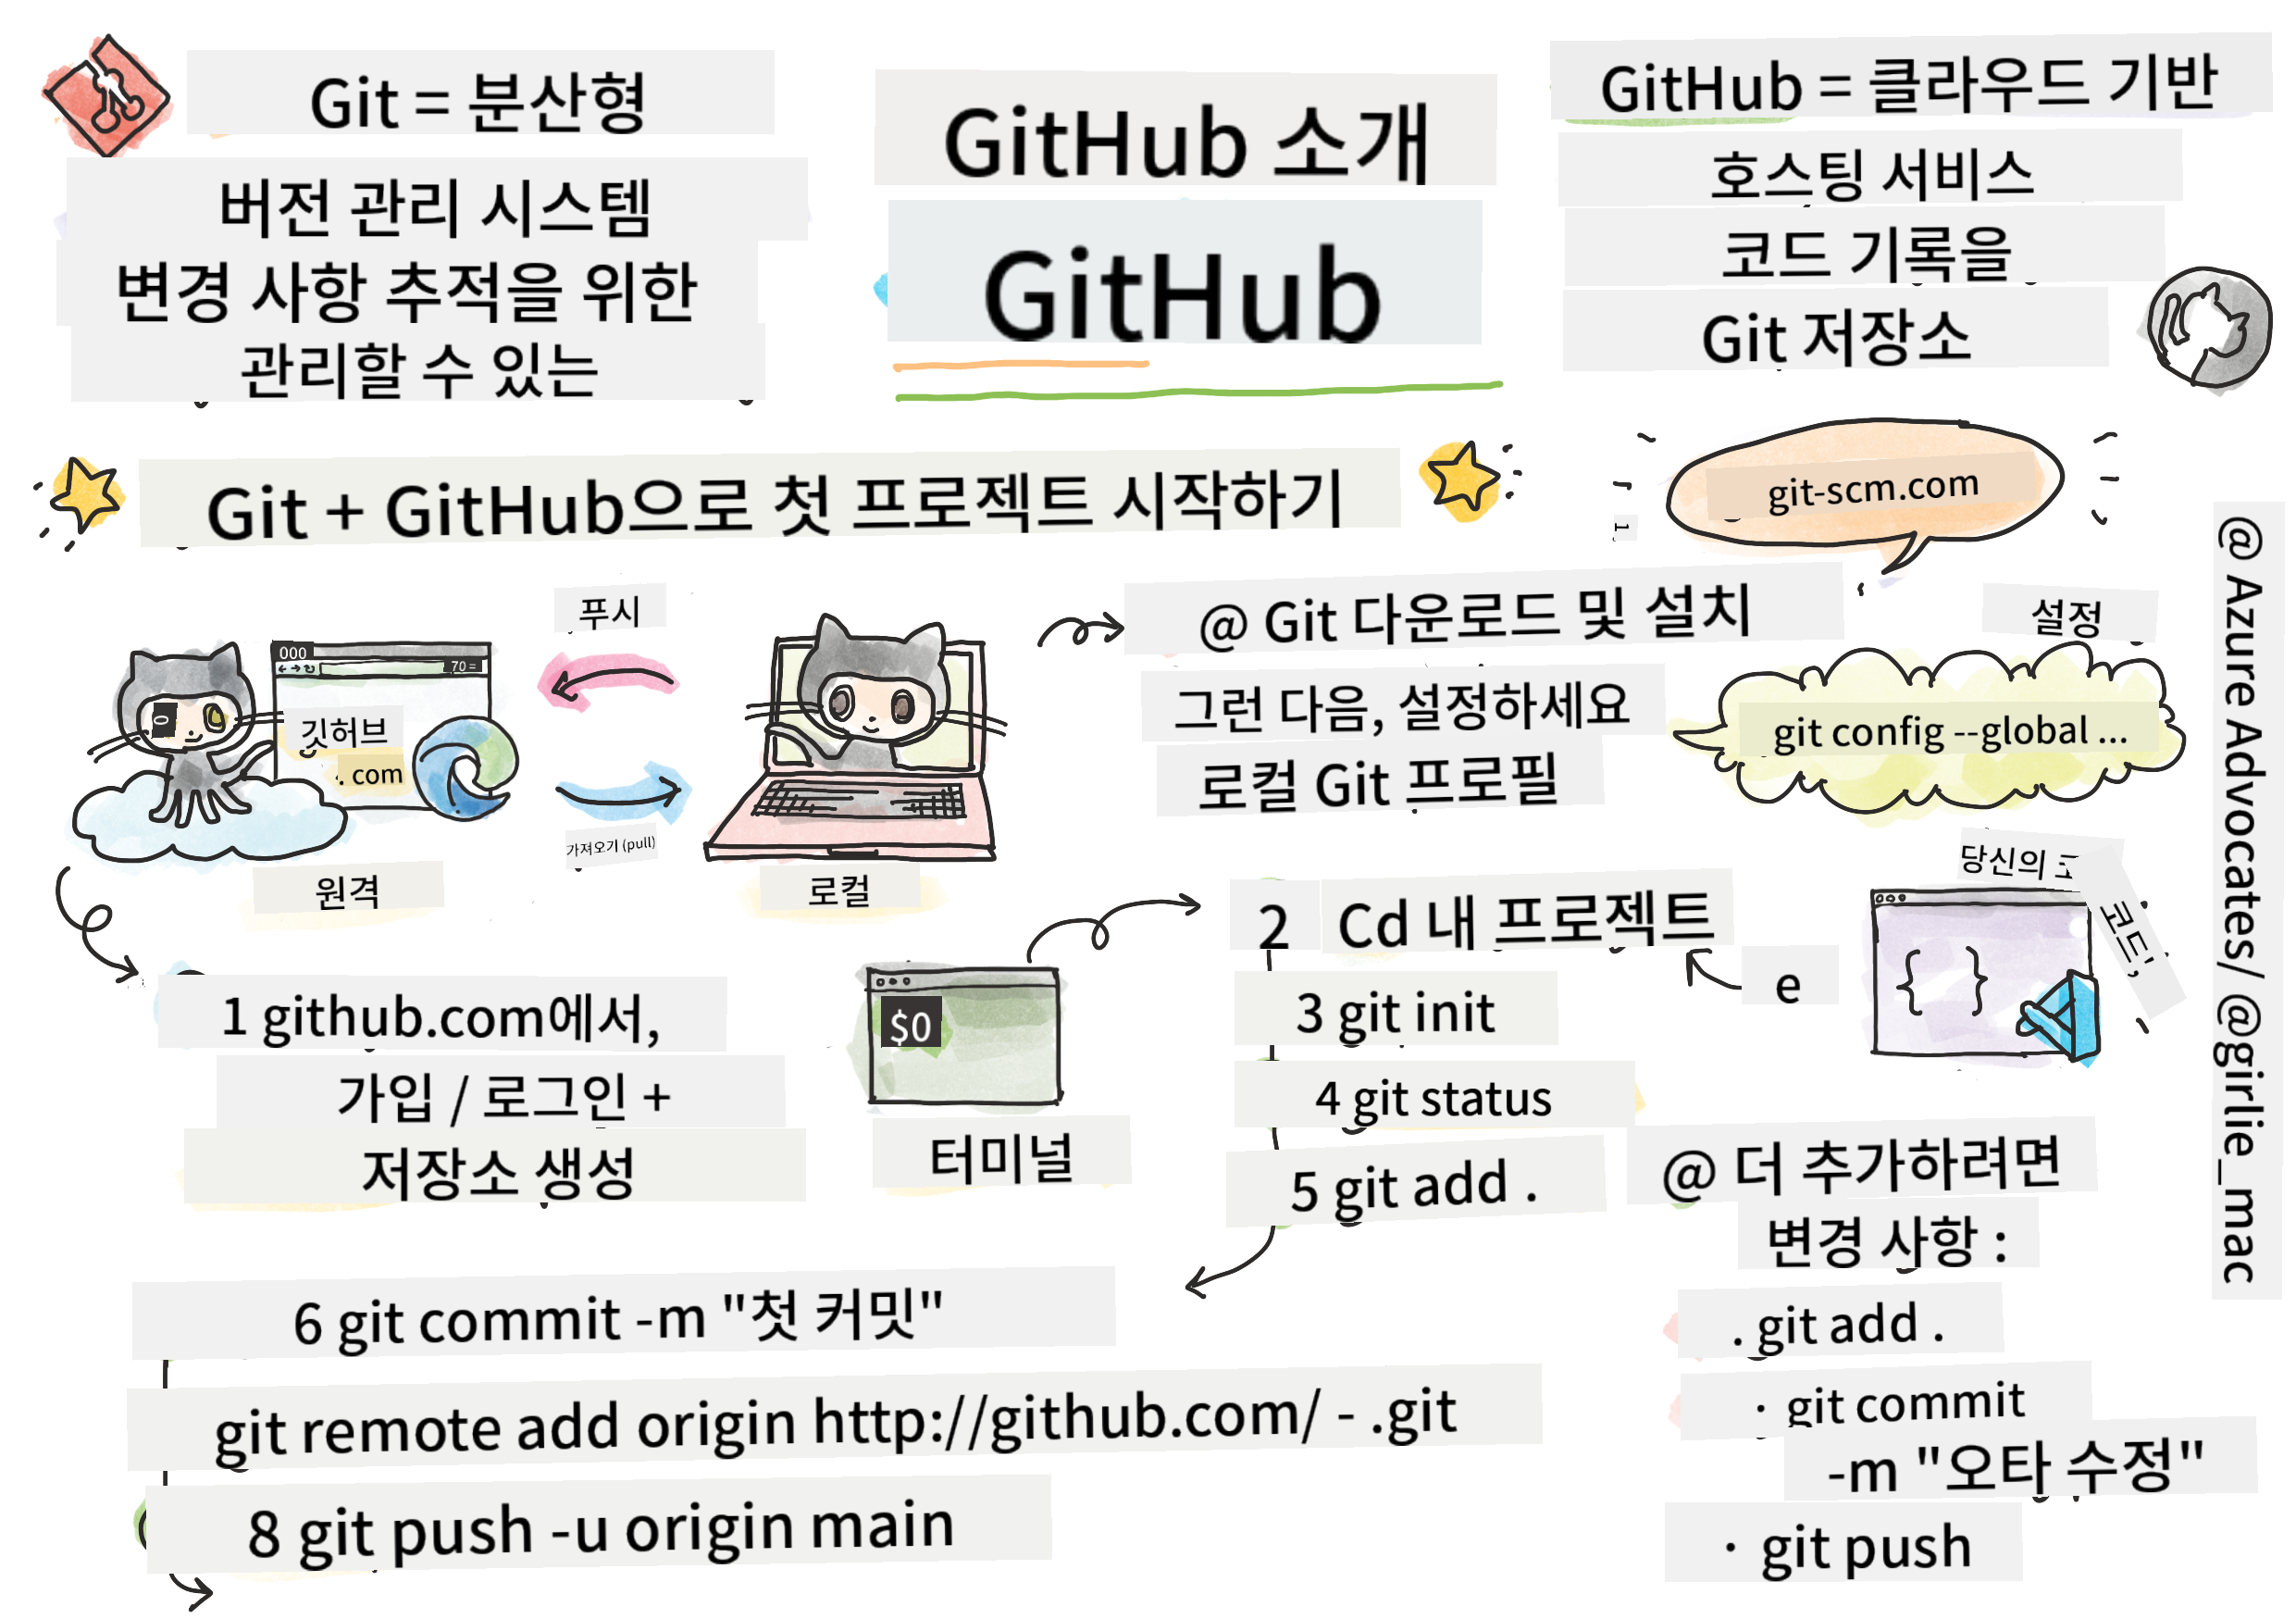 Git = 분산형
버전 관리 시스템
변경 사항 추적을 위한
관리할 수 있는
GitHub 소개
GitHub
GitHub = 클라우드 기반
호스팅 서비스
코드 기록을
Git 저장소
Git + GitHub으로 첫 프로젝트 시작하기
git-scm.com
1
@ Azure Advocates/ @girlie_mac
푸시
000
70 =
0
깃허브
. com
가져오기 (pull)
원격
로컬
@ Git 다운로드 및 설치
그런 다음, 설정하세요
로컬 Git 프로필
설정
git config --global ...
당신의 코
코드',
e
{ }
1 github.com에서,
가입 / 로그인 +
저장소 생성
$0
터미널
2 Cd 내 프로젝트
3 git init
4 git status
5 git add .
6 git commit -m "첫 커밋"
git remote add origin http://github.com/ - .git
8 git push -u origin main
@ 더 추가하려면
변경 사항 :
. git add .
· git commit
-m "오타 수정"
· git push